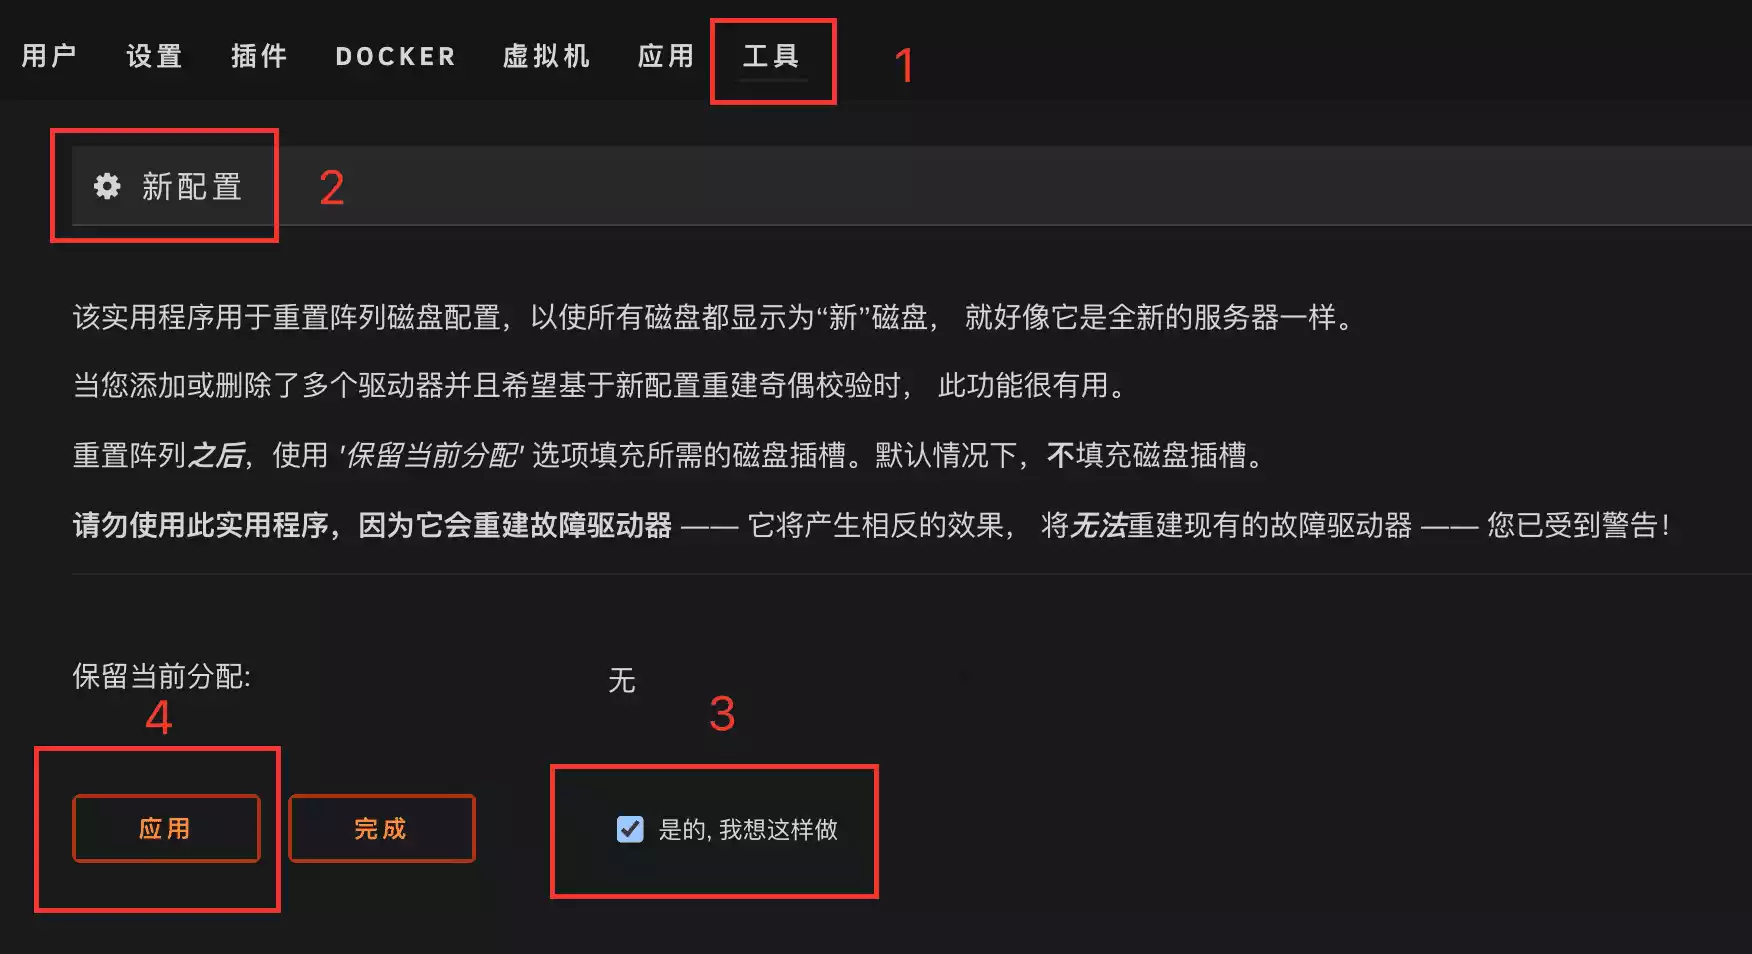 用户 设置 插件 DOCKER 虚拟机 应用 工具 1
新配置 2
该实用程序用于重置阵列磁盘配置，以使所有磁盘都显示为“新”磁盘， 就好像它是全新的服务器一样。
当您添加或删除了多个驱动器并且希望基于新配置重建奇偶校验时， 此功能很有用。
重置阵列之后，使用 '保留当前分配' 选项填充所需的磁盘插槽。默认情况下，不填充磁盘插槽。
请勿使用此实用程序，因为它会重建故障驱动器 —— 它将产生相反的效果， 将无法重建现有的故障驱动器 —— 您已受到警告！
保留当前分配: 无
4 3
应用 完成 是的, 我想这样做